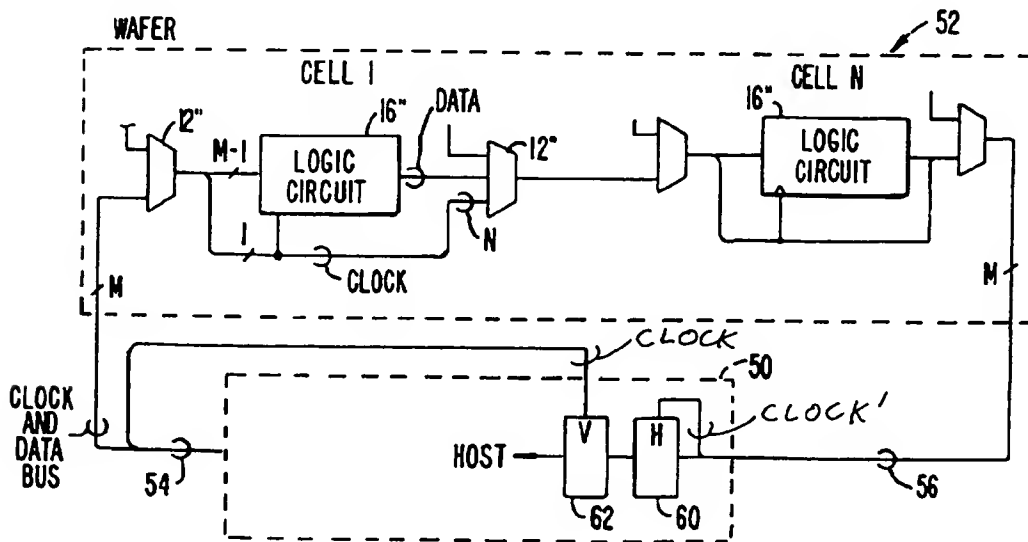 WAFER
52
CELL 1
CELL N
12"
16"
DATA
12"
16"
M-1
LOGIC
CIRCUIT
LOGIC
CIRCUIT
1
N
CLOCK
M
M
CLOCK
50
CLOCK'
CLOCK
AND
DATA
BUS
54
HOST
V
H
62
60
56